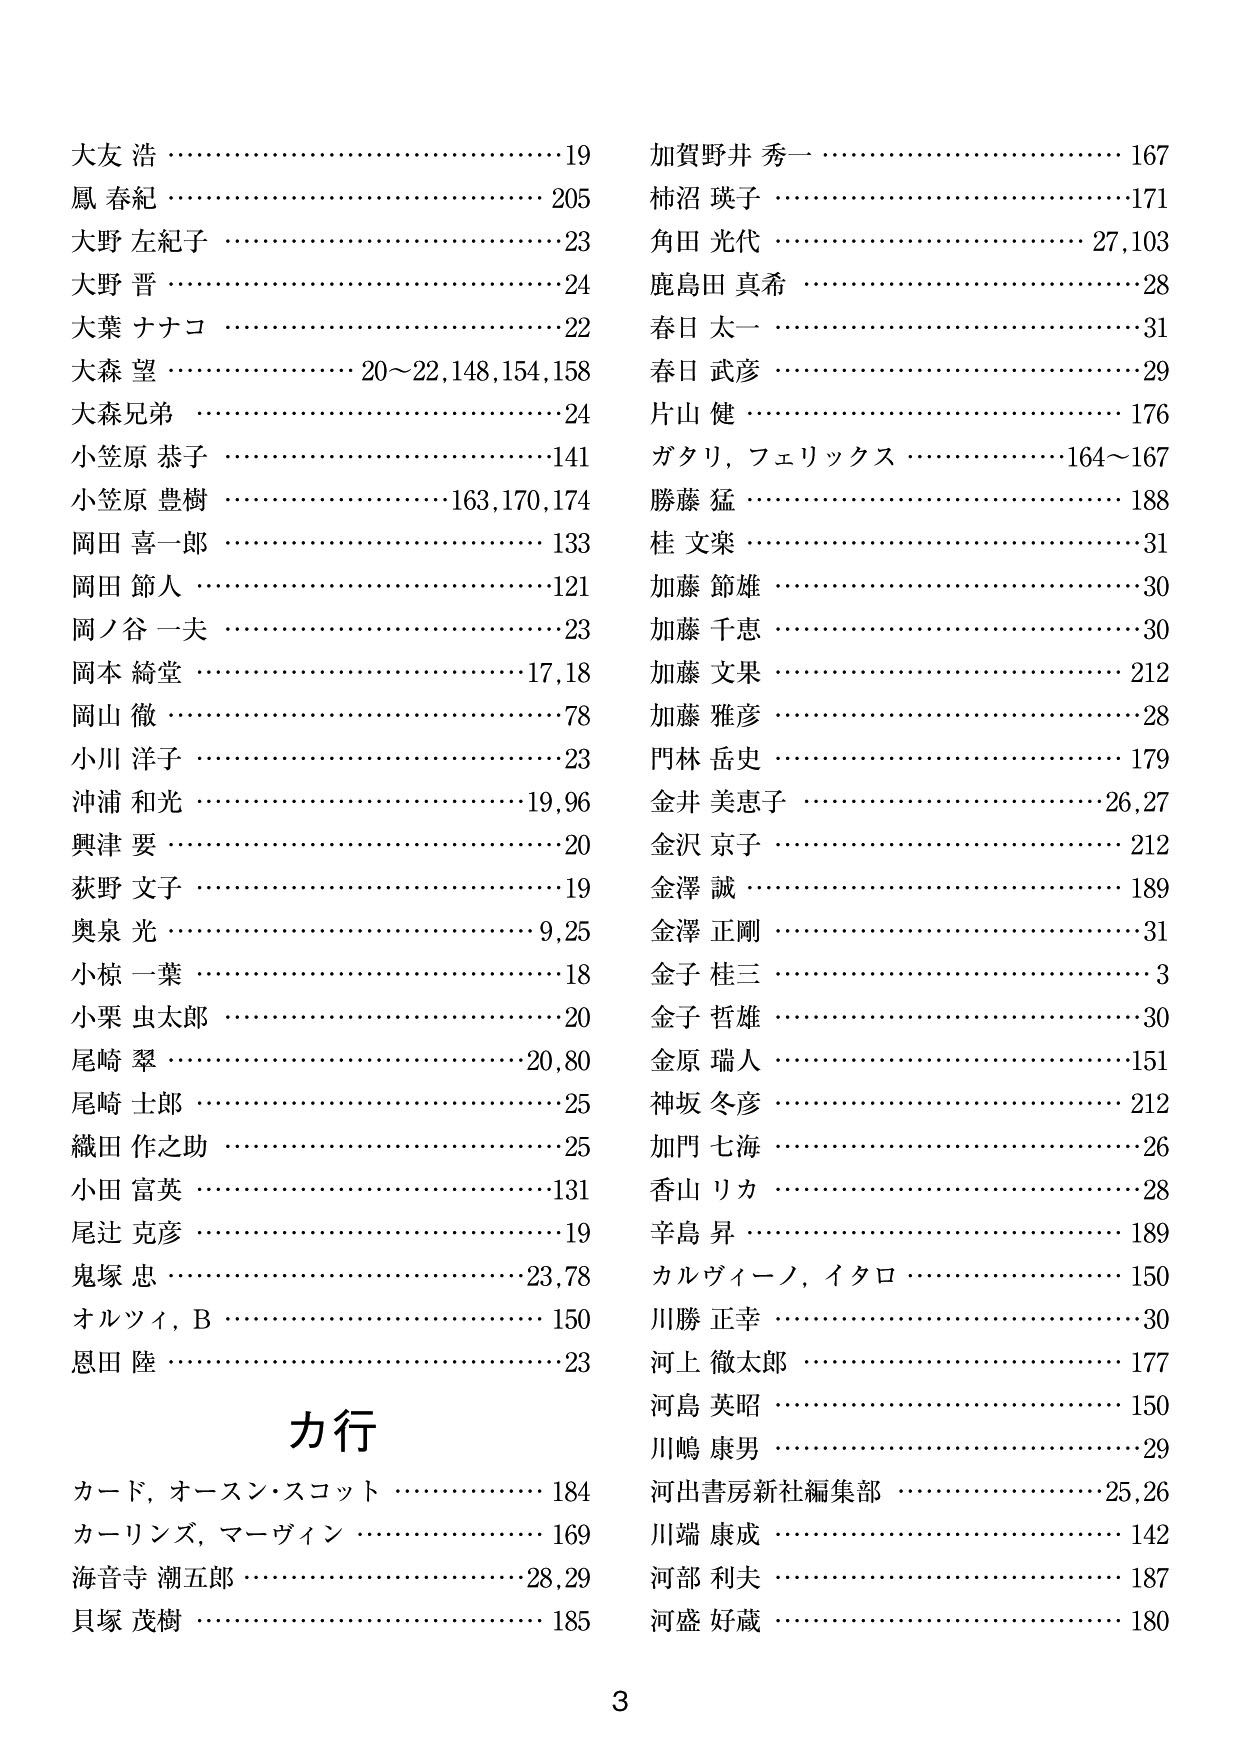 大友 浩 …………………………………… 19
鳳 春紀 ………………………………… 205
大野 左紀子 ……………………………… 23
大野 晋 …………………………………… 24
大葉 ナナコ ……………………………… 22
大森 望 ………………… 20～22,148,154,158
大森兄弟 ………………………………… 24
小笠原 恭子 ……………………………… 141
小笠原 豊樹 …………………… 163,170,174
岡田 喜一郎 …………………………… 133
岡田 節人 ………………………………… 121
岡ノ谷 一夫 ……………………………… 23
岡本 綺堂 ……………………………… 17,18
岡山 徹 …………………………………… 78
小川 洋子 ………………………………… 23
沖浦 和光 ……………………………… 19,96
興津 要 …………………………………… 20
荻野 文子 ………………………………… 19
奥泉 光 ………………………………… 9,25
小椋 一葉 ………………………………… 18
小栗 虫太郎 ……………………………… 20
尾崎 翠 ………………………………… 20,80
尾崎 士郎 ………………………………… 25
織田 作之助 ……………………………… 25
小田 富英 ………………………………… 131
尾辻 克彦 ………………………………… 19
鬼塚 忠 ………………………………… 23,78
オルツィ, B …………………………… 150
恩田 陸 …………………………………… 23
カ行
カード, オースン・スコット …………… 184
カーリンズ, マーヴィン ……………… 169
海音寺 潮五郎 ………………………… 28,29
貝塚 茂樹 ……………………………… 185
加賀野井 秀一 ………………………… 167
柿沼 瑛子 ………………………………… 171
角田 光代 …………………………… 27,103
鹿島田 真希 ……………………………… 28
春日 太一 ………………………………… 31
春日 武彦 ………………………………… 29
片山 健 ………………………………… 176
ガタリ, フェリックス ……………… 164～167
勝藤 猛 ………………………………… 188
桂 文楽 …………………………………… 31
加藤 節雄 ………………………………… 30
加藤 千恵 ………………………………… 30
加藤 文果 ……………………………… 212
加藤 雅彦 ………………………………… 28
門林 岳史 ……………………………… 179
金井 美恵子 …………………………… 26,27
金沢 京子 ……………………………… 212
金澤 誠 ………………………………… 189
金澤 正剛 ………………………………… 31
金子 桂三 ………………………………… 3
金子 哲雄 ………………………………… 30
金原 瑞人 ………………………………… 151
神坂 冬彦 ……………………………… 212
加門 七海 ………………………………… 26
香山 リカ ………………………………… 28
辛島 昇 ………………………………… 189
カルヴィーノ, イタロ ………………… 150
川勝 正幸 ………………………………… 30
河上 徹太郎 …………………………… 177
河島 英昭 ……………………………… 150
川嶋 康男 ………………………………… 29
河出書房新社編集部 ………………… 25,26
川端 康成 ……………………………… 142
河部 利夫 ……………………………… 187
河盛 好蔵 ……………………………… 180
3